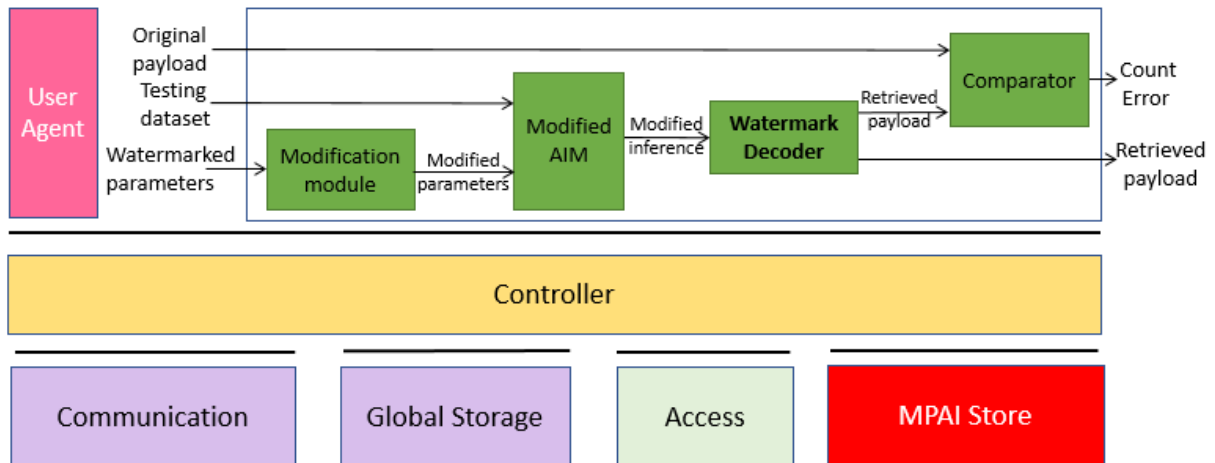 User
Agent
Original
payload
Testing
dataset
Watermarked
parameters
Modification
module
Modified
parameters
Modified
AIM
Modified
inference
Watermark
Decoder
Retrieved
payload
Comparator
Count
Error
Retrieved
payload
Controller
Communication
Global Storage
Access
MPAI Store